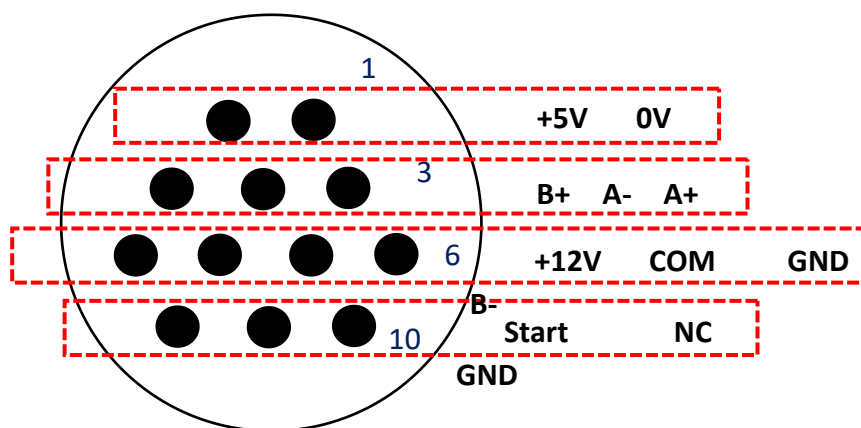 1
+5V 0V
3
B+ A- A+
6 +12V COM GND
B-
Start NC
10
GND